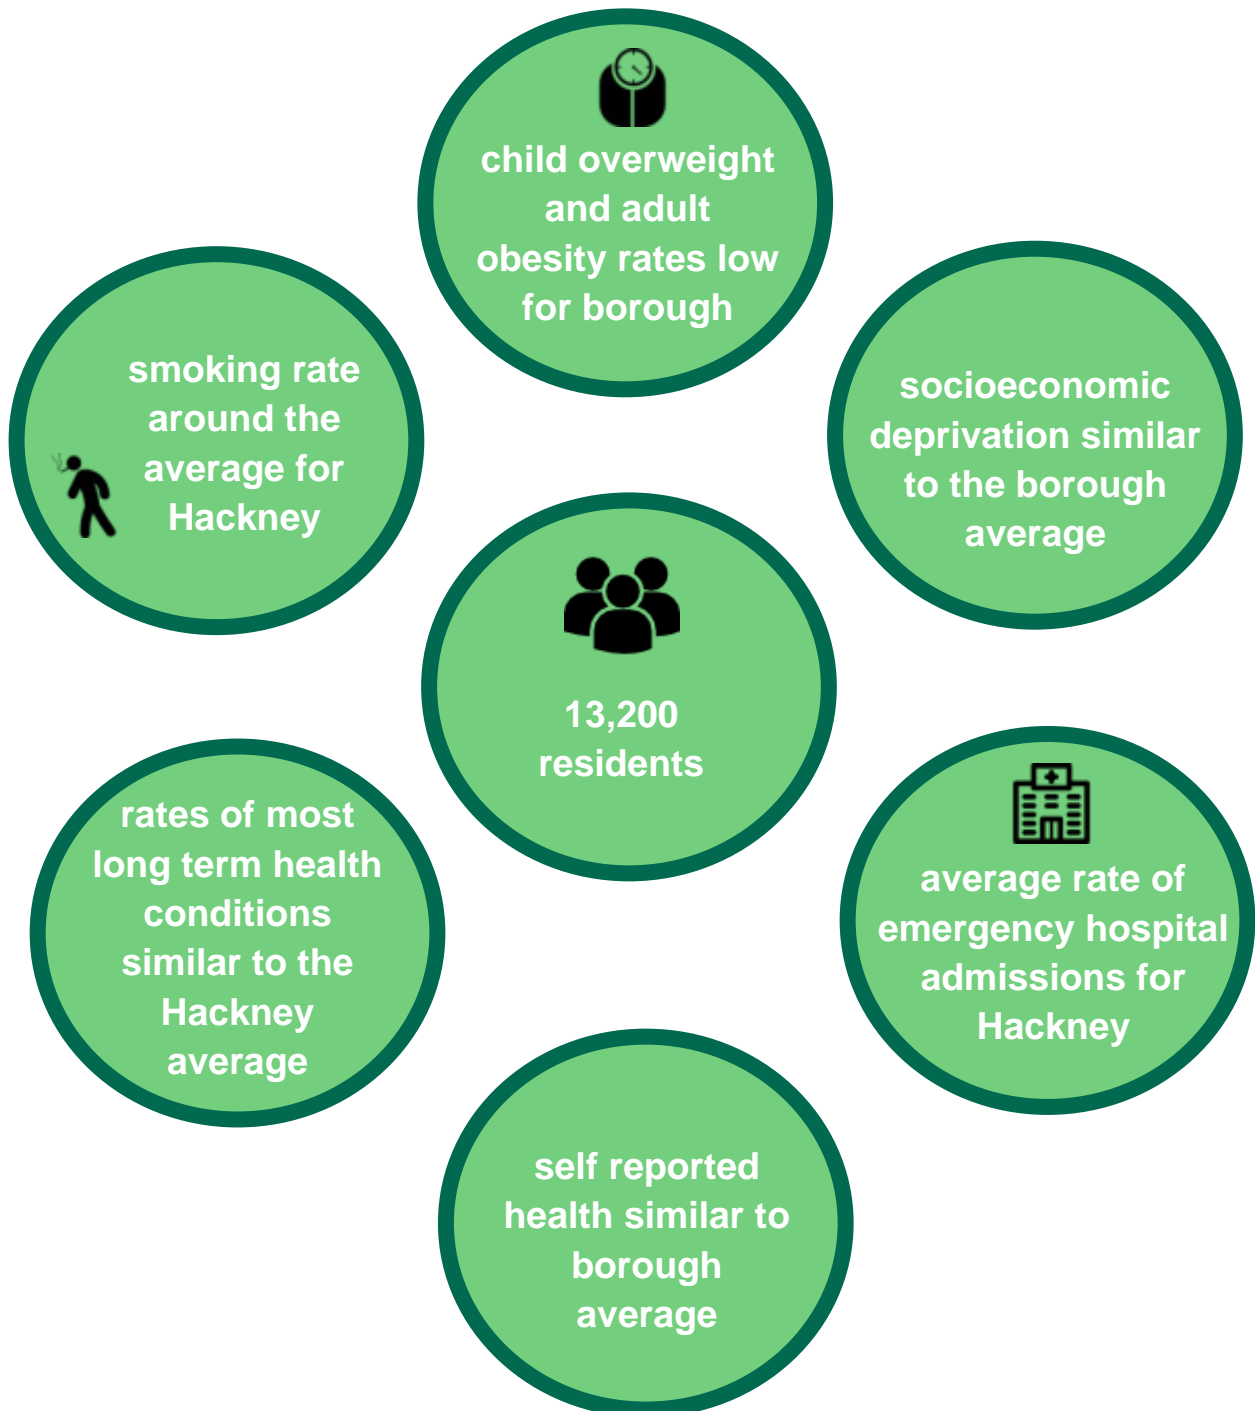 child overweight
and adult
obesity rates low
for borough
smoking rate
around the
average for
Hackney
socioeconomic
deprivation similar
to the borough
average
13,200
residents
rates of most
long term health
conditions
similar to the
Hackney
average
average rate of
emergency hospital
admissions for
Hackney
self reported
health similar to
borough
average